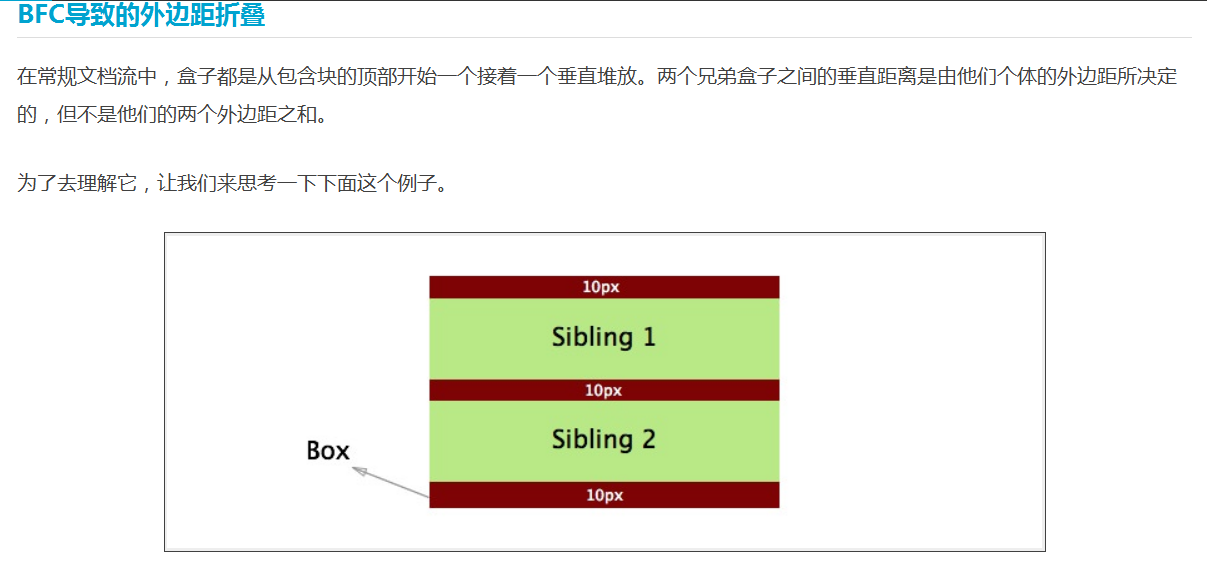 BFC导致的外边距折叠
在常规文档流中，盒子都是从包含块的顶部开始一个接着一个垂直堆放。两个兄弟盒子之间的垂直距离是由他们个体的外边距所决定
的，但不是他们的两个外边距之和。
为了去理解它，让我们来思考一下下面这个例子。
10px
Sibling 1
10px
Sibling 2
Box
10px